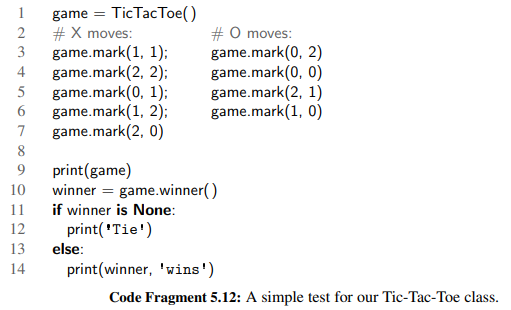 1 game = TicTacToe()
2 # X moves: # O moves:
3 game.mark(1, 1); game.mark(0, 2)
4 game.mark(2, 2); game.mark(0, 0)
5 game.mark(0, 1); game.mark(2, 1)
6 game.mark(1, 2); game.mark(1, 0)
7 game.mark(2, 0)
8
9 print(game)
10 winner = game.winner()
11 if winner is None:
12 print('Tie')
13 else:
14 print(winner, 'wins')
Code Fragment 5.12: A simple test for our Tic-Tac-Toe class.